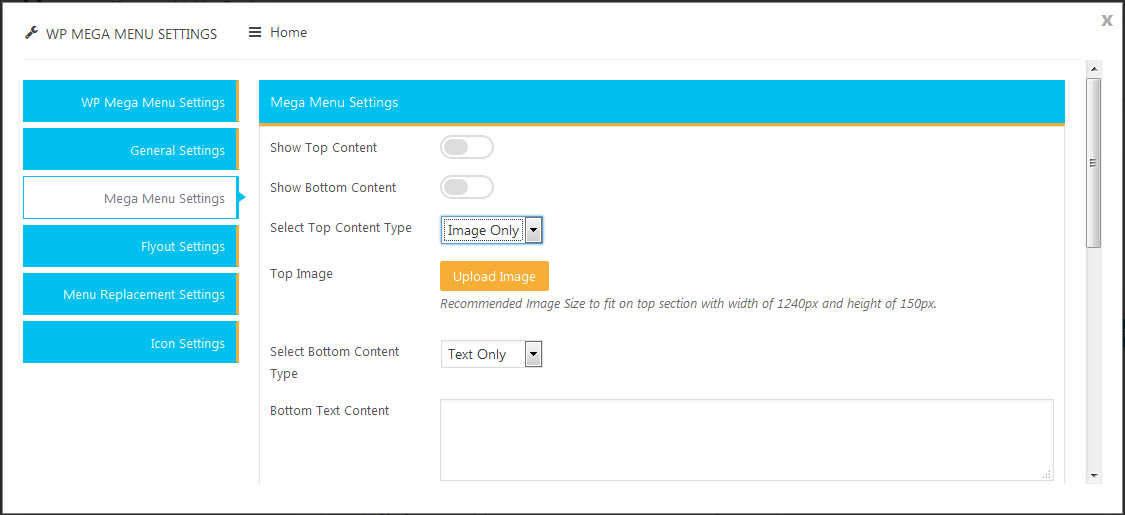 WP MEGA MENU SETTINGS Home X
WP Mega Menu Settings
General Settings
Mega Menu Settings
Flyout Settings
Menu Replacement Settings
Icon Settings
Mega Menu Settings
Show Top Content
Show Bottom Content
Select Top Content Type Image Only
Top Image Upload Image
Recommended Image Size to fit on top section with width of 1240px and height of 150px.
Select Bottom Content
Type
Text Only
Bottom Text Content